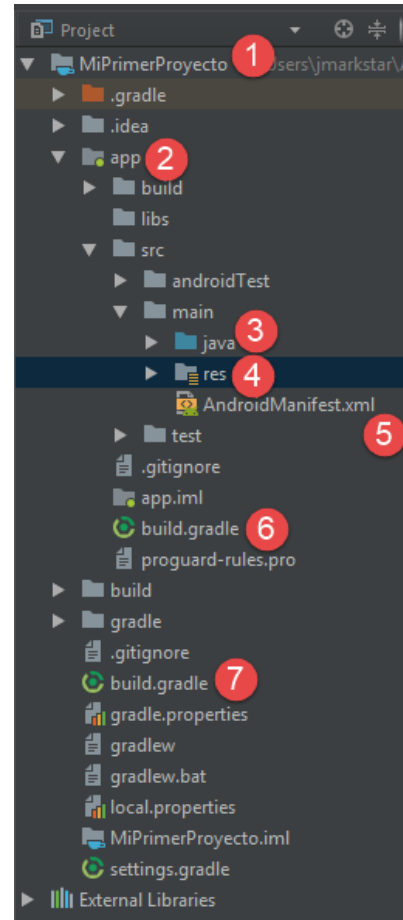 Project
MiPrimerProyecto 1 sers\jmarkstar\
.gradle
.idea
app 2
build
libs
src
androidTest
main
java 3
res 4
AndroidManifest.xml
test 5
.gitignore
app.iml
build.gradle 6
proguard-rules.pro
build
gradle
.gitignore
build.gradle 7
gradle.properties
gradlew
gradlew.bat
local.properties
MiPrimerProyecto.iml
settings.gradle
External Libraries